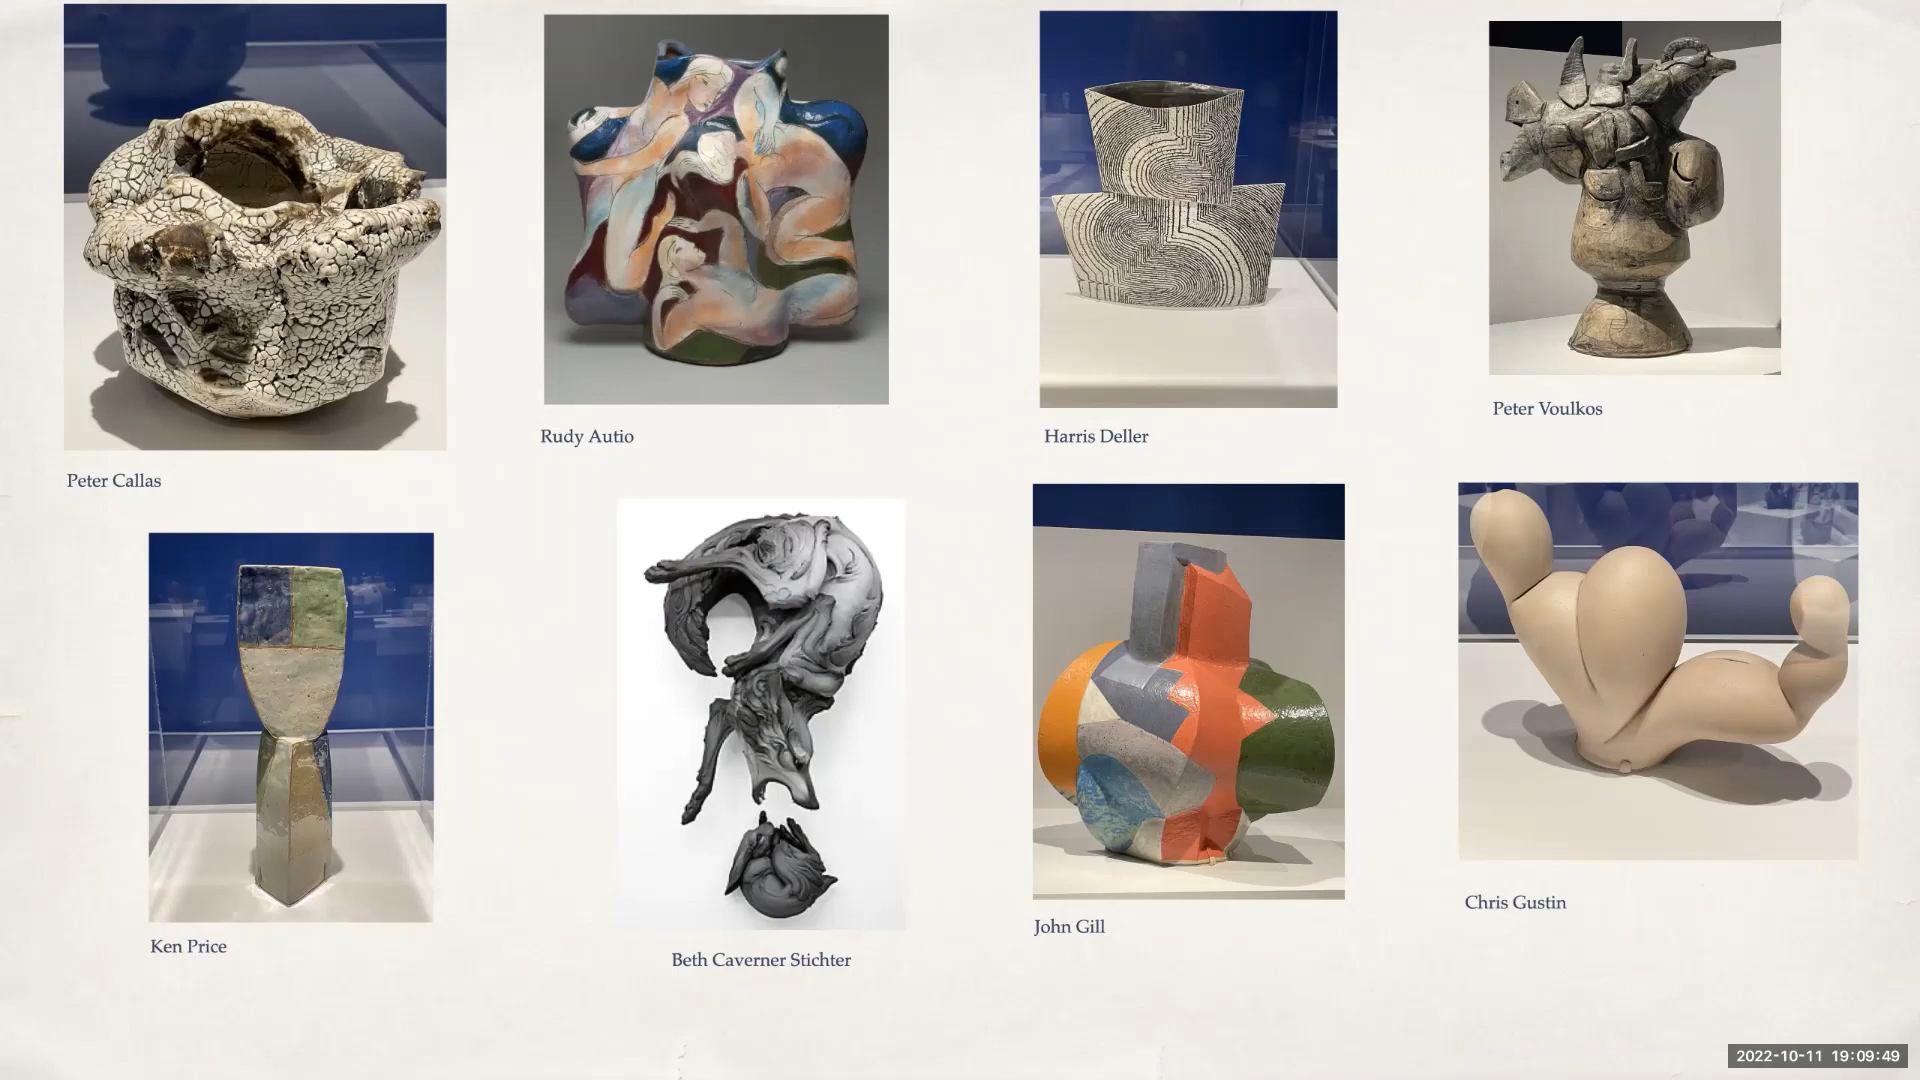 Peter Callas
Rudy Autio
Harris Deller
Peter Voulkos
Ken Price
Beth Caverner Stichter
John Gill
Chris Gustin
2022-10-11 19:09:49